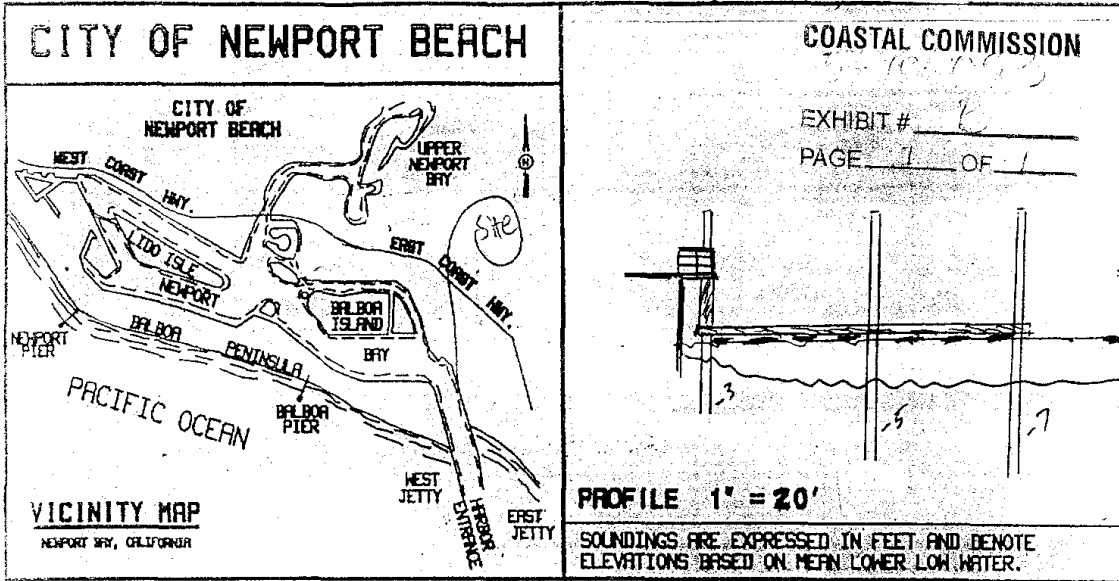 CITY OF NEWPORT BEACH
CITY OF
NEWPORT BEACH
UPPER
NEWPORT
BAY
N
WEST COAST HWY.
Site
EAST COAST HWY.
LIDO ISLE
NEWPORT
BALBOA
ISLAND
BAY
NEWPORT
PIER
BALBOA PENINSULA
BALBOA
PIER
PACIFIC OCEAN
WEST
JETTY
HARBOR
ENTRANCE
EAST
JETTY
VICINITY MAP
NEWPORT BAY, CALIFORNIA
COASTAL COMMISSION
EXHIBIT #
PAGE 1 OF 1
-3
-5
-7
PROFILE 1" = 20'
SOUNDINGS ARE EXPRESSED IN FEET AND DENOTE
ELEVATIONS BASED ON MEAN LOWER LOW WATER.